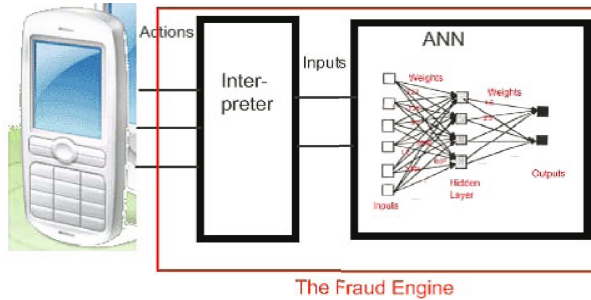 Actions
Inter-
preter
Inputs
ANN
Weights
Weights
Inputs
Hidden
Layer
Outputs
The Fraud Engine